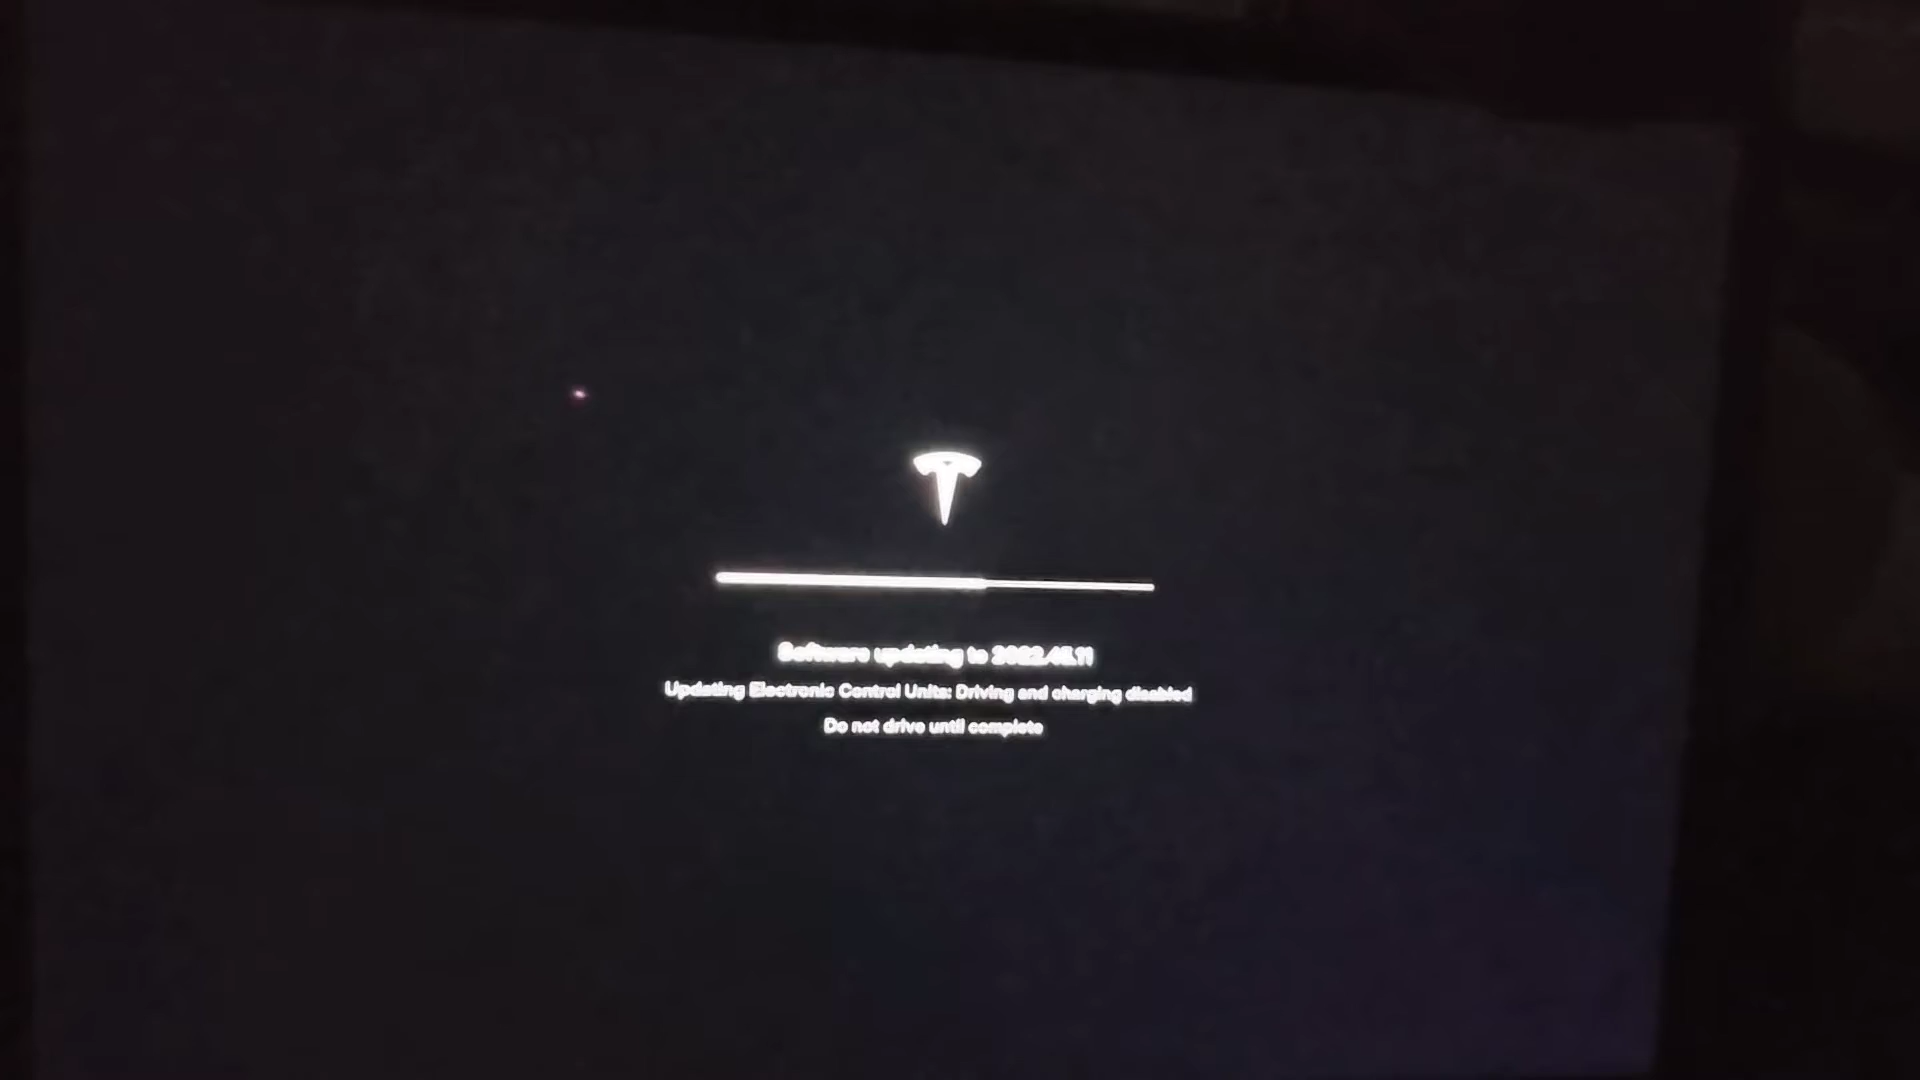 Software updating to 2022.45.11
Updating Electronic Control Units: Driving and charging disabled
Do not drive until complete